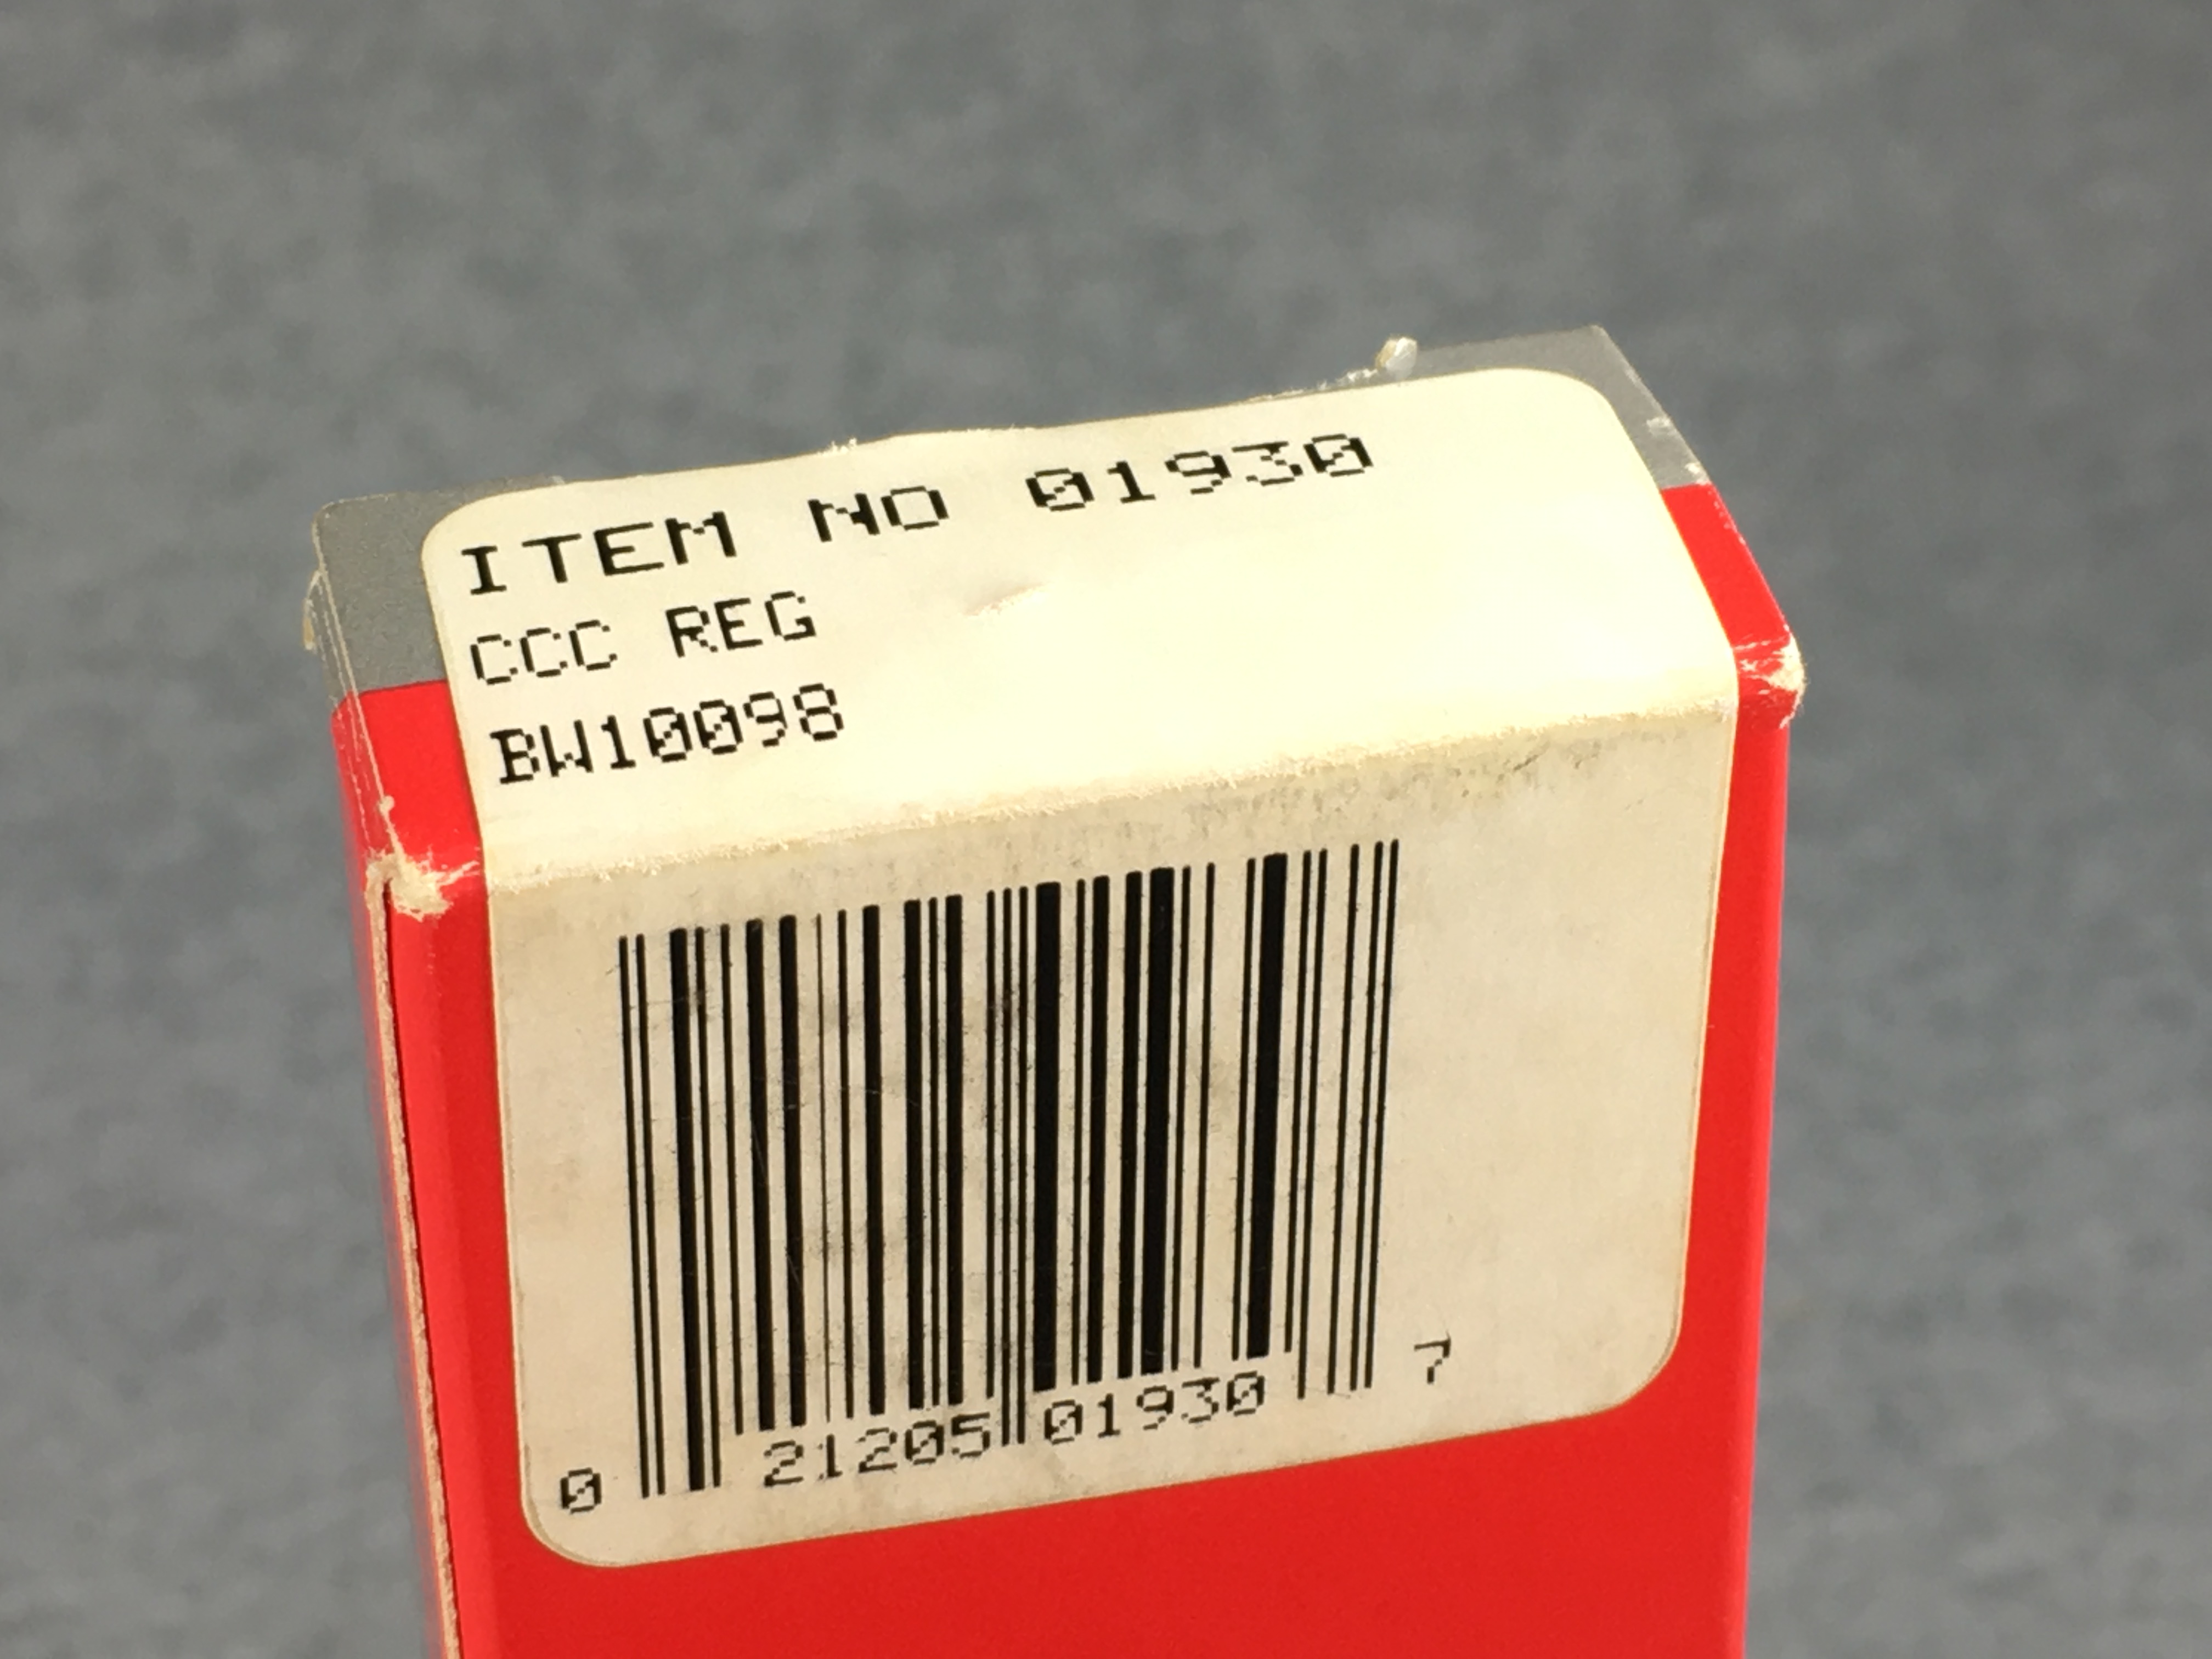 ITEM NO 01930
CCC REG
BW10098
0 21205 01930 7